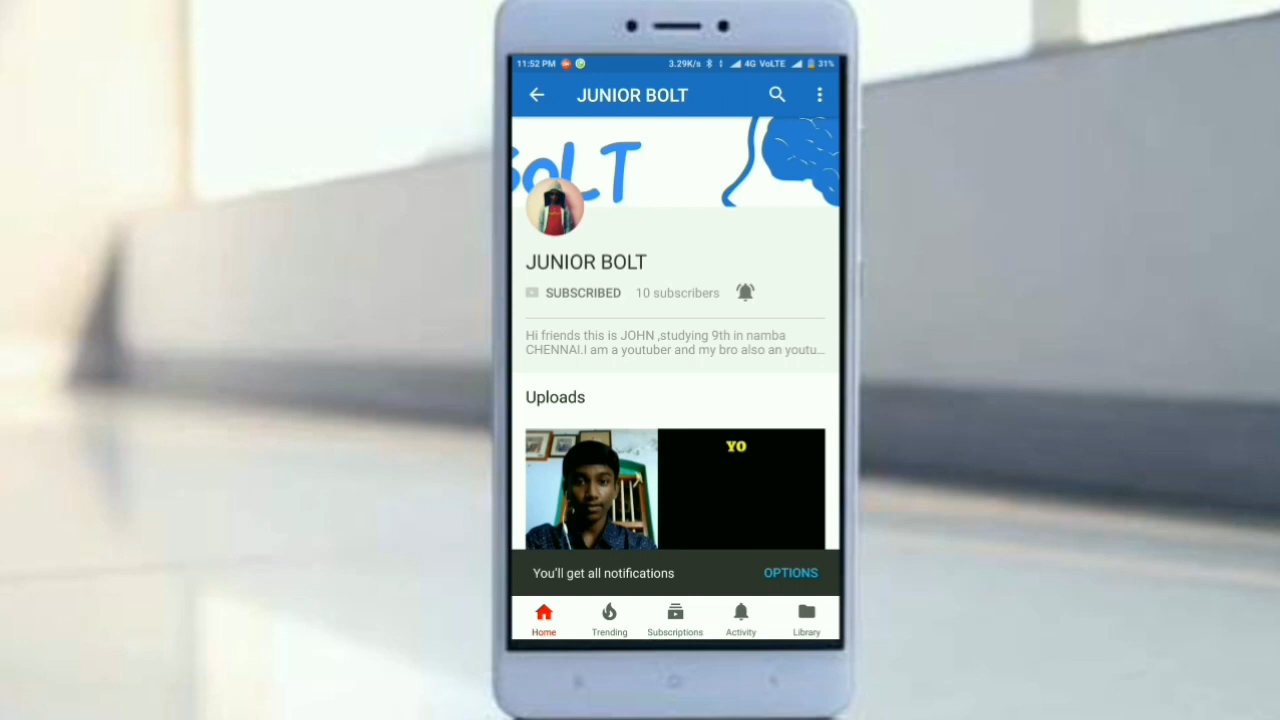 11:52 PM 3.29K/s 4G VoLTE 31%
JUNIOR BOLT
BoLT
JUNIOR BOLT
SUBSCRIBED 10 subscribers
Hi friends this is JOHN ,studying 9th in namba
CHENNAI.I am a youtuber and my bro also an youtu...
Uploads
YO
You'll get all notifications OPTIONS
Home Trending Subscriptions Activity Library